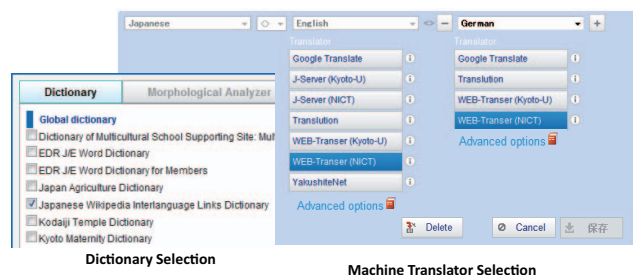 Japanese English German
Translator Translator
Google Translate Google Translate
J-Server (Kyoto-U) Translution
J-Server (NICT) WEB-Transer (Kyoto-U)
Translution WEB-Transer (NICT)
WEB-Transer (Kyoto-U) Advanced options
WEB-Transer (NICT)
YakushiteNet
Advanced options
Delete Cancel 保存
Dictionary Morphological Analyzer
Global dictionary
Dictionary of Multicultural School Supporting Site: Mul
EDR J/E Word Dictionary
EDR J/E Word Dictionary for Members
Japan Agriculture Dictionary
Japanese Wikipedia Interlanguage Links Dictionary
Kodaiji Temple Dictionary
Kyoto Maternity Dictionary
Dictionary Selection
Machine Translator Selection